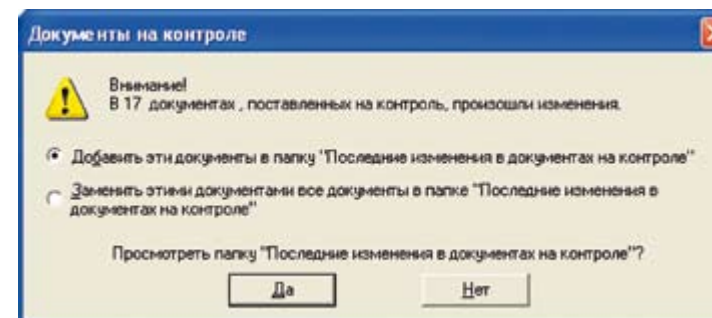 Документы на контроле
Внимание!
В 17 документах , поставленных на контроль, произошли изменения.
Добавить эти документы в папку "Последние изменения в документах на контроле"
Заменить этими документами все документы в папке "Последние изменения в
документах на контроле"
Просмотреть папку "Последние изменения в документах на контроле"?
Да
Нет